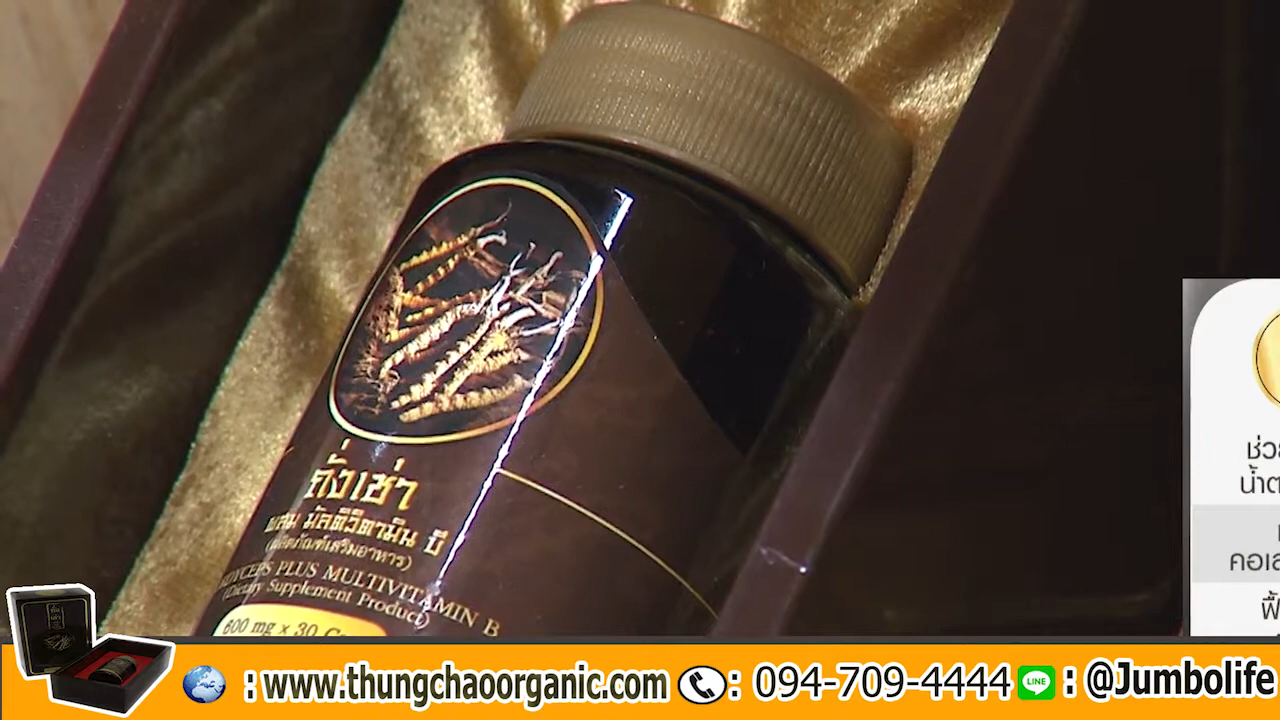 ถั่งเช่า
ผสม มัลติวิตามิน บี
(ผลิตภัณฑ์เสริมอาหาร)
PLUS MULTIVITAMIN B
(Dietary Supplement Product)
600 mg × 30
: www.thungchaoorganic.com
: 094-709-4444
LINE
: @Jumbolife